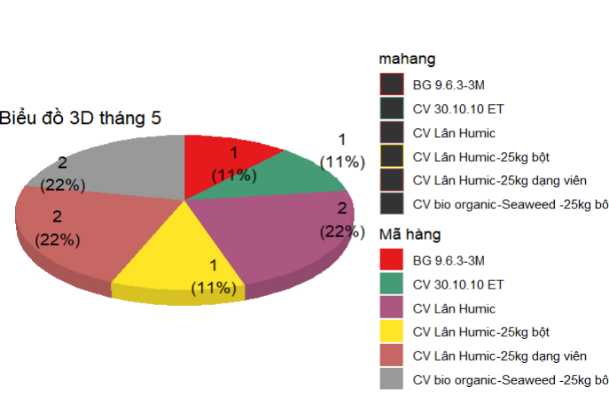 mahang
BG 9.6.3-3M
CV 30.10.10 ET
CV Lân Humic
CV Lân Humic-25kg bột
CV Lân Humic-25kg dạng viên
CV bio organic-Seaweed -25kg bộ
Biểu đồ 3D tháng 5
1
(11%)
1
(11%)
2
(22%)
1
(11%)
2
(22%)
2
(22%)
Mã hàng
BG 9.6.3-3M
CV 30.10.10 ET
CV Lân Humic
CV Lân Humic-25kg bột
CV Lân Humic-25kg dạng viên
CV bio organic-Seaweed -25kg bộ